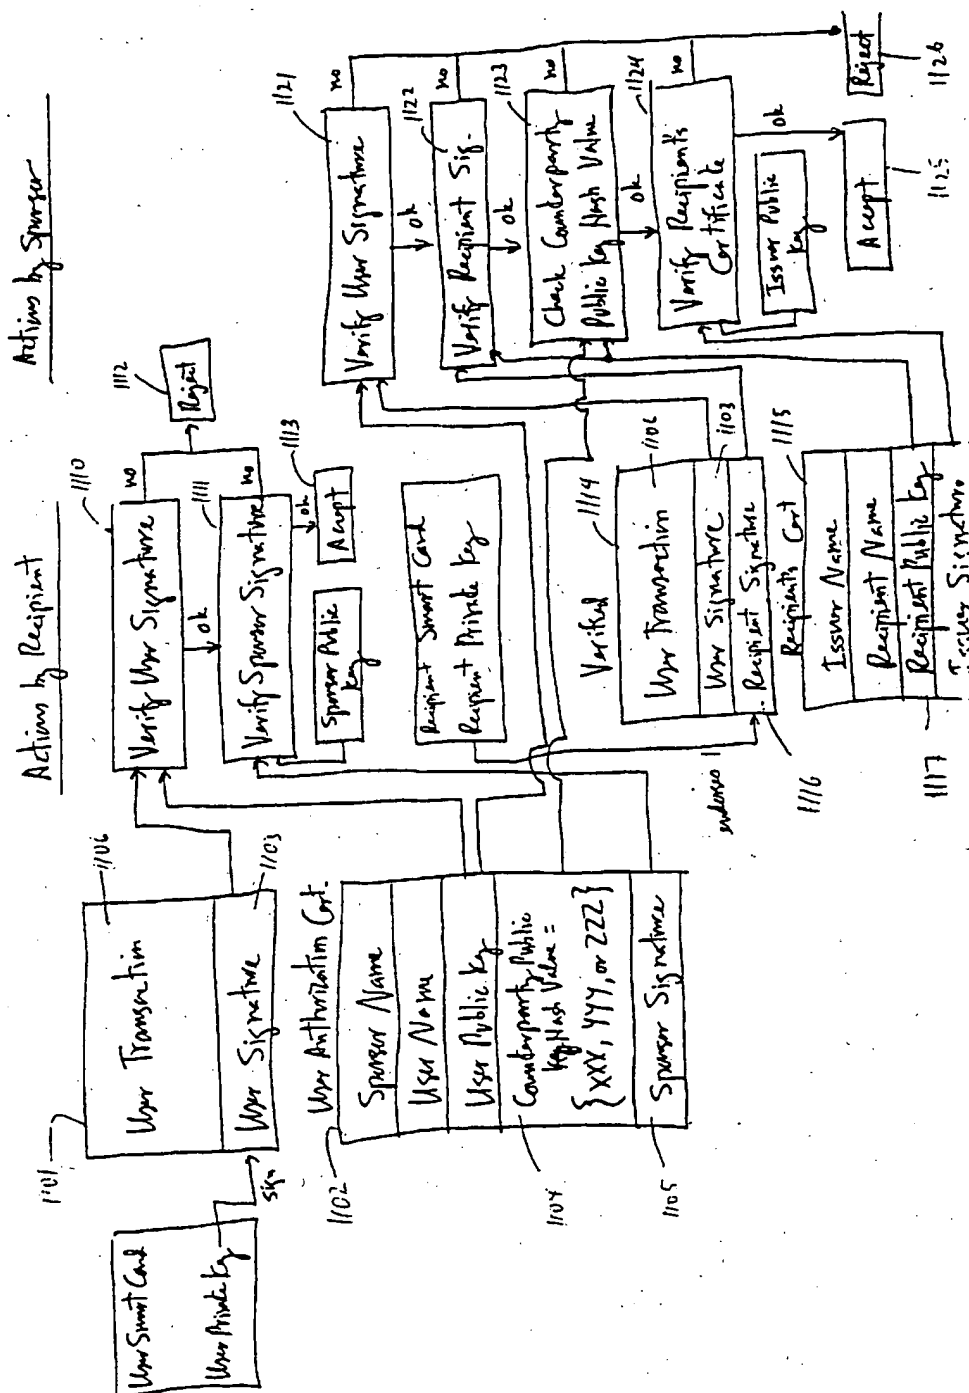 User Smart Card
User Private Key
sign
1101
User Transaction
1106
User Signature
1103
User Authorization Cert.
1102
Sponsor Name
User Name
User Public Key
Counterparty Public
Key Hash Value =
{XXX, YYY, or ZZZ}
1104
Sponsor Signature
1105
Actions by Recipient
1110
Verify User Signature
no
ok
1111
Verify Sponsor Signature
no
1112
Reject
ok
1113
Accept
Sponsor Public
Key
Recipient Smart Card
Recipient Private Key
endorses
Verified
1114
User Transaction
1106
User Signature
1103
Recipient Signature
1116
Recipient's Cert
1115
Issuer Name
Recipient Name
Recipient Public Key
1117
Issuer Signature
Actions by Sponsor
1121
Verify User Signature
no
ok
1122
Verify Recipient Sig.
no
ok
1123
Check Counterparty
Public Key Hash Value
no
ok
1124
Verify Recipient's
Certificate
no
ok
Issuer Public
Key
Accept
1125
Reject
1126